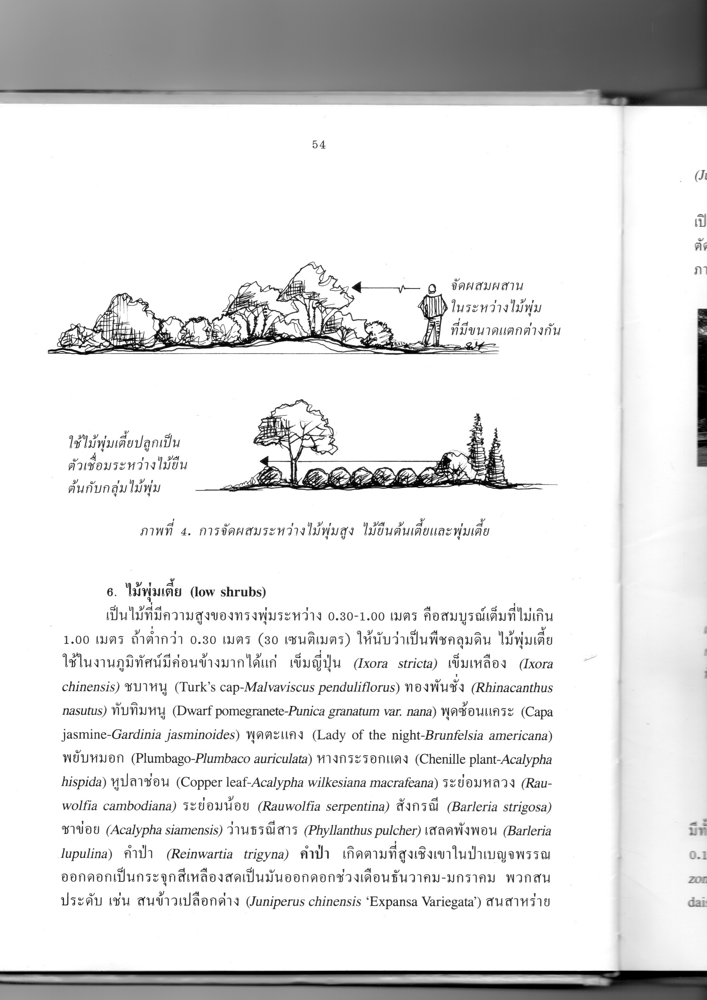 54
จัดผสมผสาน
ในระหว่างไม้พุ่ม
ที่มีขนาดแตกต่างกัน
ใช้ไม้พุ่มเตี้ยปลูกเป็น
ตัวเชื่อมระหว่างไม้ยืน
ต้นกับกลุ่มไม้พุ่ม
ภาพที่ 4. การจัดผสมระหว่างไม้พุ่มสูง ไม้ยืนต้นเตี้ยและพุ่มเตี้ย
6. ไม้พุ่มเตี้ย (low shrubs)
เป็นไม้ที่มีความสูงของทรงพุ่มระหว่าง 0.30-1.00 เมตร คือสมบูรณ์เต็มที่ไม่เกิน
1.00 เมตร ถ้าต่ำกว่า 0.30 เมตร (30 เซนติเมตร) ให้นับว่าเป็นพืชคลุมดิน ไม้พุ่มเตี้ย
ใช้ในงานภูมิทัศน์มีค่อนข้างมากได้แก่ เข็มญี่ปุ่น (Ixora stricta) เข็มเหลือง (Ixora
chinensis) ชบาหนู (Turk's cap-Malvaviscus penduliflorus) ทองพันชั่ง (Rhinacanthus
nasutus) ทับทิมหนู (Dwarf pomegranete-Punica granatum var. nana) พุดซ้อนแคระ (Capa
jasmine-Gardinia jasminoides) พุดตะแคง (Lady of the night-Brunfelsia americana)
พยับหมอก (Plumbago-Plumbaco auriculata) หางกระรอกแดง (Chenille plant-Acalypha
hispida) หูปลาช่อน (Copper leaf-Acalypha wilkesiana macrafeana) ระย่อมหลวง (Rau-
wolfia cambodiana) ระย่อมน้อย (Rauwolfia serpentina) สังกรณี (Barleria strigosa)
ชาข่อย (Acalypha siamensis) ว่านธรณีสาร (Phyllanthus pulcher) เสลดพังพอน (Barleria
lupulina) คำป่า (Reinwartia trigyna) คำป่า เกิดตามที่สูงเชิงเขาในป่าเบญจพรรณ
ออกดอกเป็นกระจุกสีเหลืองสดเป็นมันออกดอกช่วงเดือนธันวาคม-มกราคม พวกสน
ประดับ เช่น สนข้าวเปลือกด่าง (Juniperus chinensis 'Expansa Variegata') สนสาหร่าย